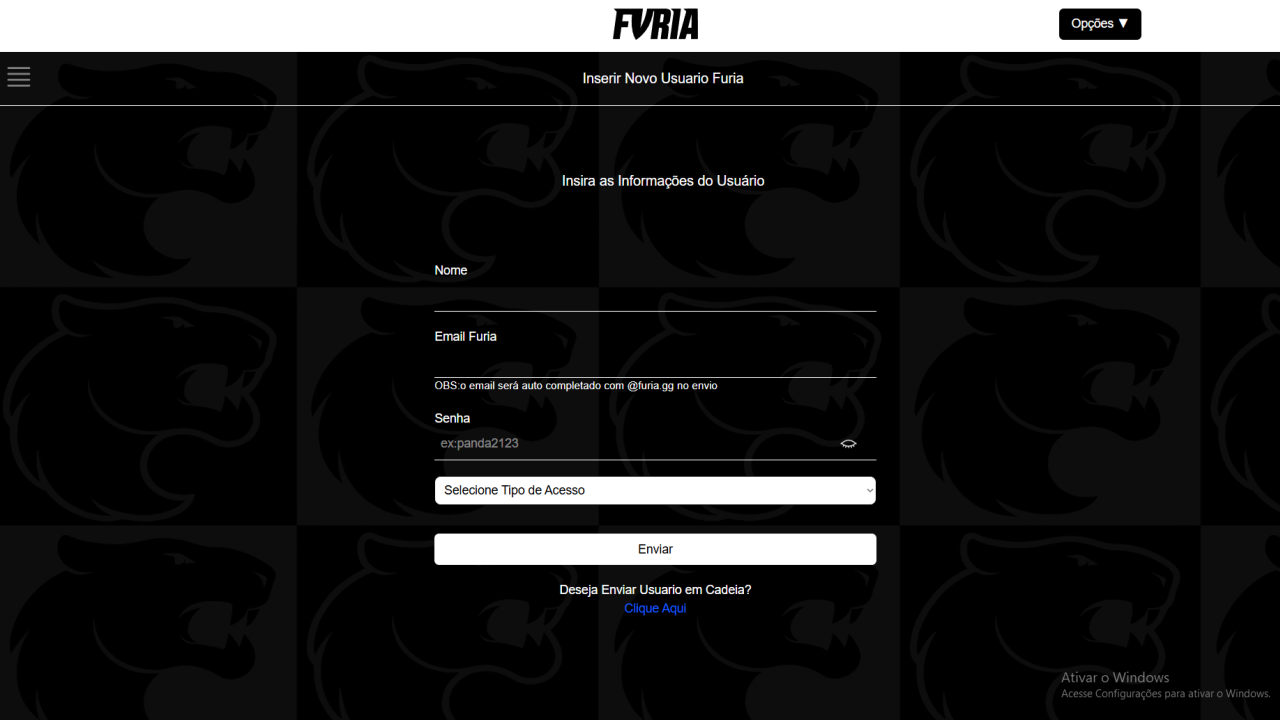 FURIA
Opções ▼
Inserir Novo Usuario Furia
Insira as Informações do Usuário
Nome
Email Furia
OBS:o email será auto completado com @furia.gg no envio
Senha
ex:panda2123
Selecione Tipo de Acesso
Enviar
Deseja Enviar Usuario em Cadeia?
Clique Aqui
Ativar o Windows
Acesse Configurações para ativar o Windows.